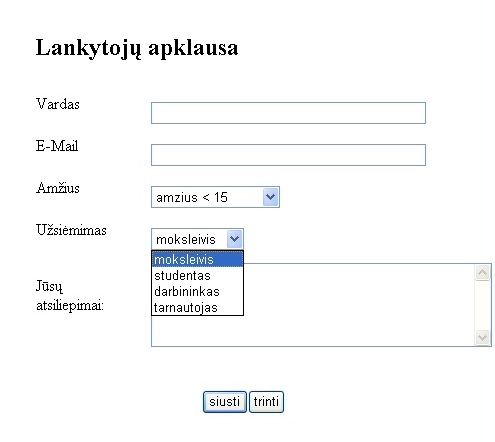 Lankytojų apklausa
Vardas
E-Mail
Amžius
amzius < 15
Užsiėmimas
moksleivis
moksleivis
studentas
darbininkas
tarnautojas
Jūsų
atsiliepimai:
siusti trinti